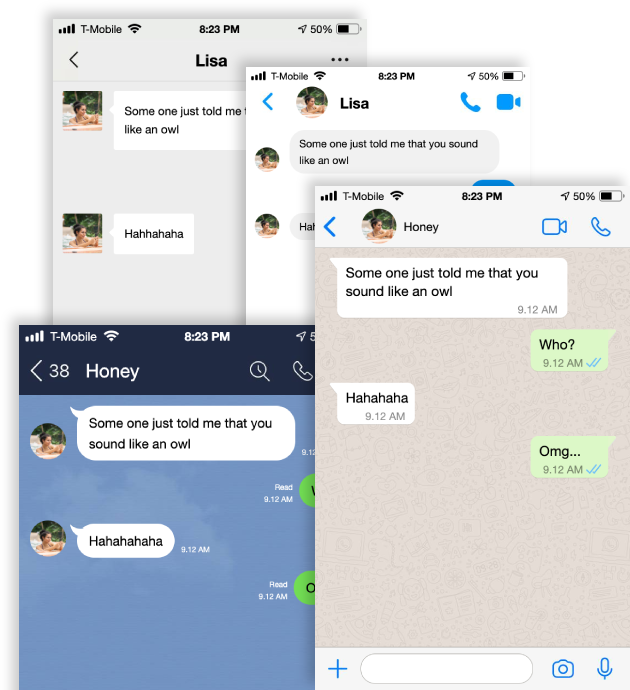 T-Mobile 8:23 PM 50%
Lisa
Some one just told me
like an owl
Hahhahaha
T-Mobile 8:23 PM 50%
Lisa
Some one just told me that you sound
like an owl
T-Mobile 8:23 PM 50%
Honey
Some one just told me that you
sound like an owl
9.12 AM
Who?
9.12 AM
Hahahaha
9.12 AM
Omg...
9.12 AM
T-Mobile 8:23 PM
38 Honey
Some one just told me that you
sound like an owl
Read
9.12 AM
Hahahahaha
9.12 AM
Read
9.12 AM